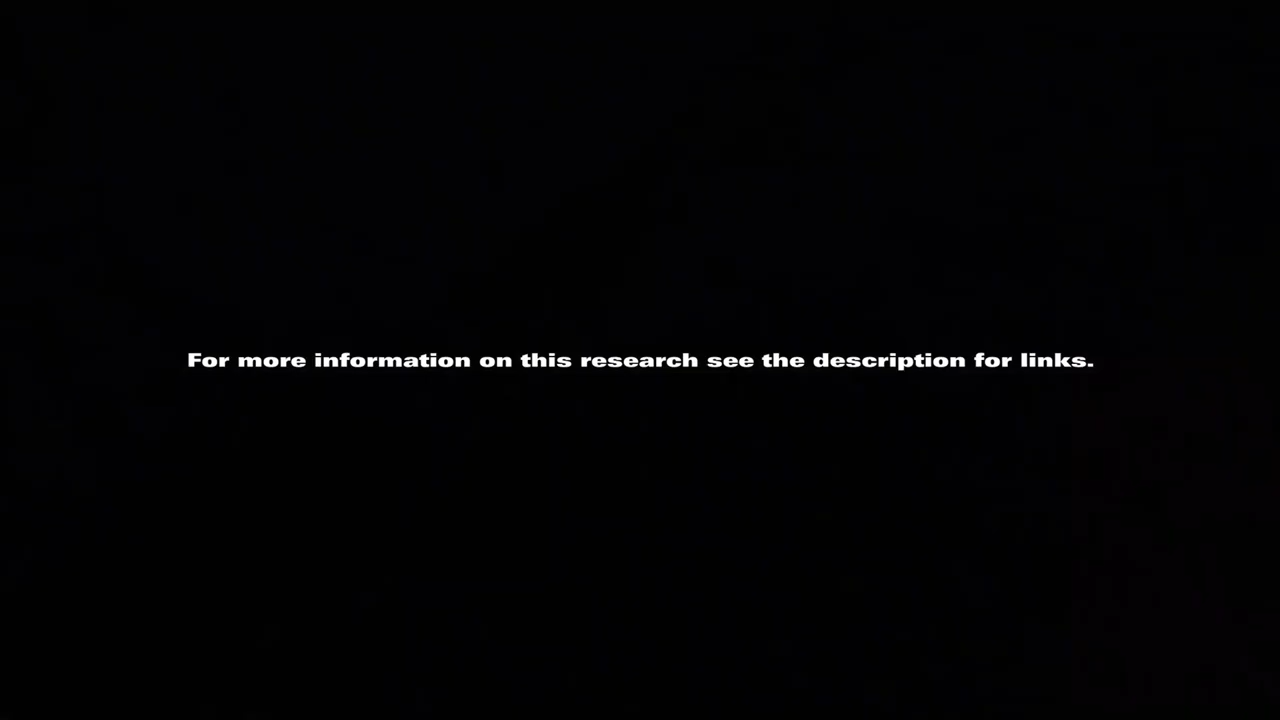 For more information on this research see the description for links.